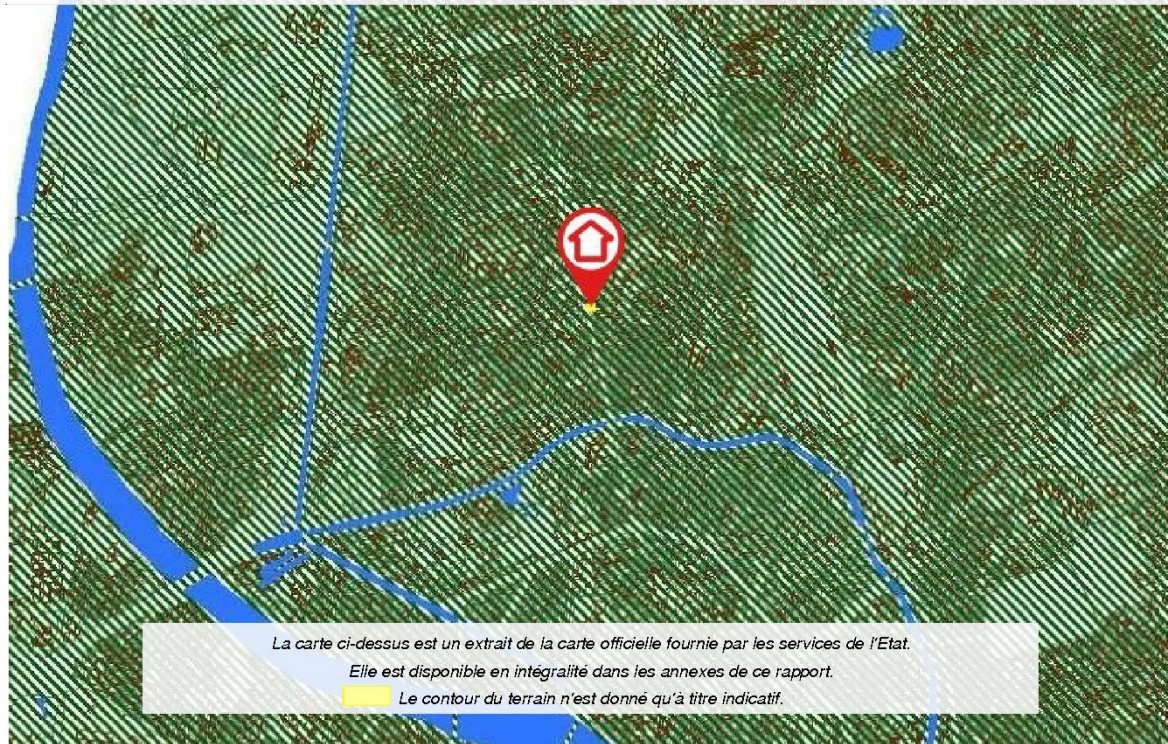 La carte ci-dessus est un extrait de la carte officielle fournie par les services de l'Etat.
Elle est disponible en intégralité dans les annexes de ce rapport.
Le contour du terrain n'est donné qu'à titre indicatif.